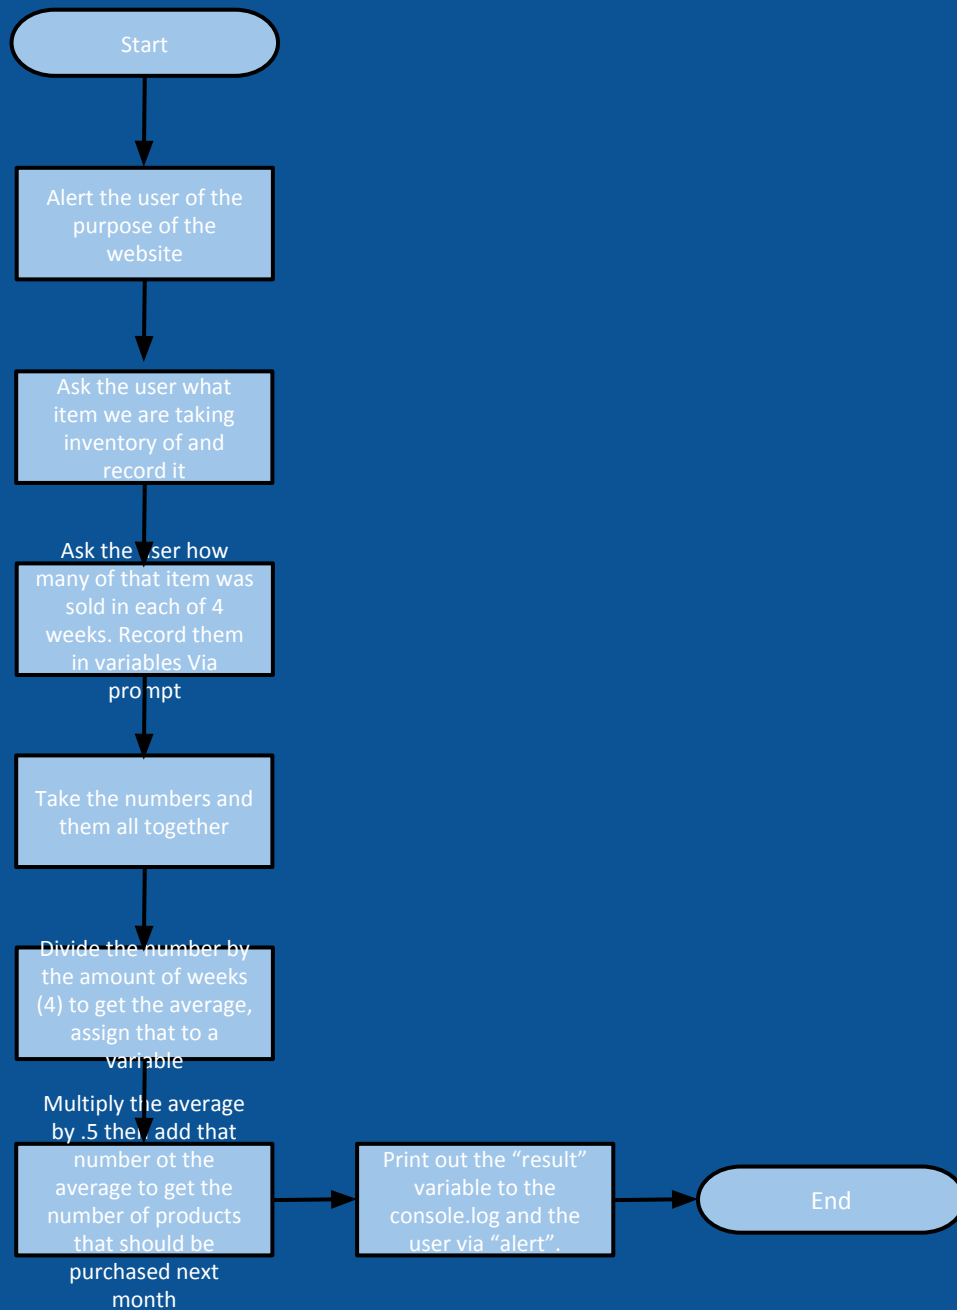 Start
Alert the user of the
purpose of the
website
Ask the user what
item we are taking
inventory of and
record it
Ask the user how
many of that item was
sold in each of 4
weeks. Record them
in variables Via
prompt
Take the numbers and
them all together
Divide the number by
the amount of weeks
(4) to get the average,
assign that to a
variable
Multiply the average
by .5 then add that
number ot the
average to get the
number of products
that should be
purchased next
month
Print out the “result”
variable to the
console.log and the
user via “alert”.
End